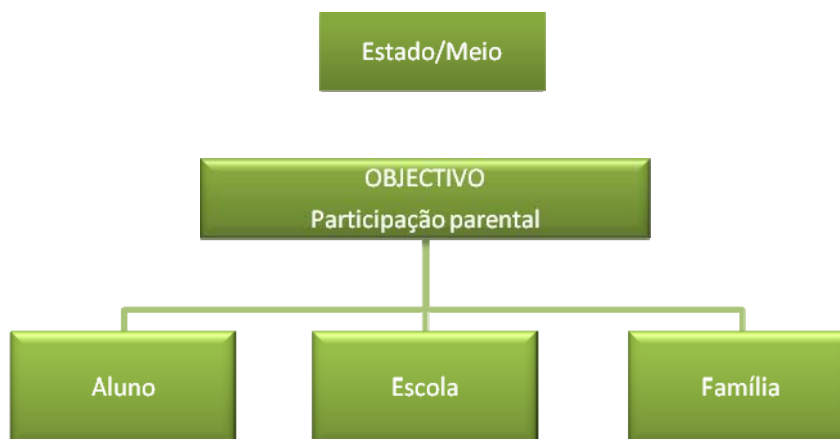 Estado/Meio
OBJECTIVO
Participação parental
Aluno
Escola
Família